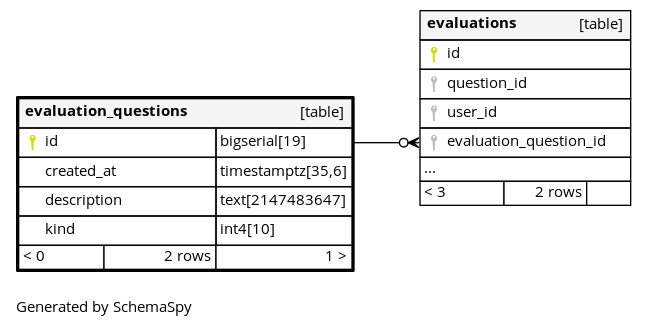 evaluations [table]
id
question_id
user_id
evaluation_question_id
...
< 3 2 rows
evaluation_questions [table]
id bigserial[19]
created_at timestamptz[35,6]
description text[2147483647]
kind int4[10]
< 0 2 rows 1 >
Generated by SchemaSpy